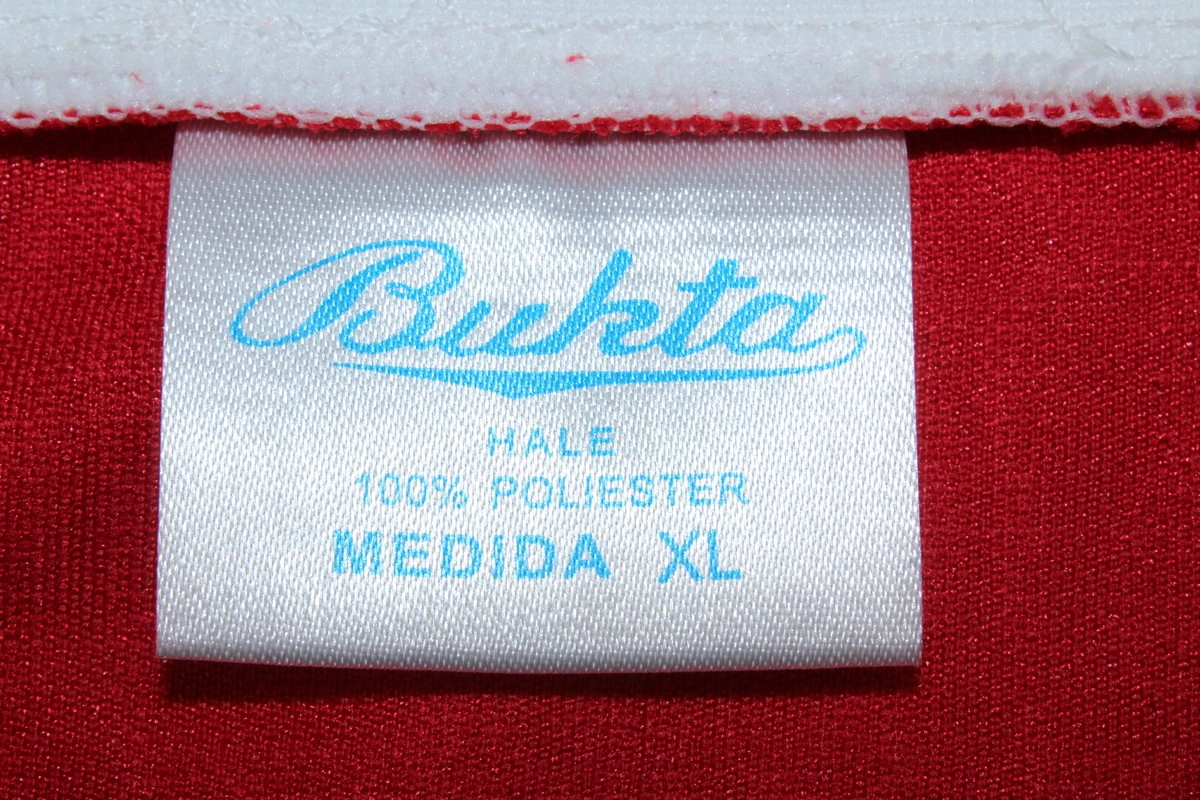 Bukta
HALE
100% POLIESTER
MEDIDA XL